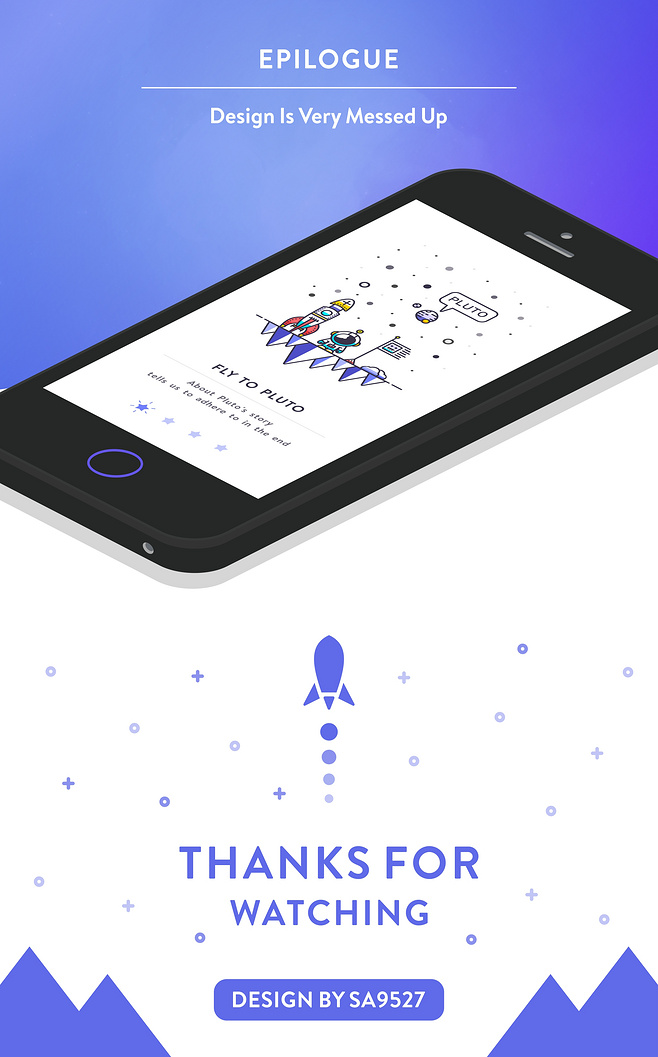 EPILOGUE
Design Is Very Messed Up
PLUTO
FLY TO PLUTO
About Pluto's story
tells us to adhere to in the end
THANKS FOR
WATCHING
DESIGN BY SA9527